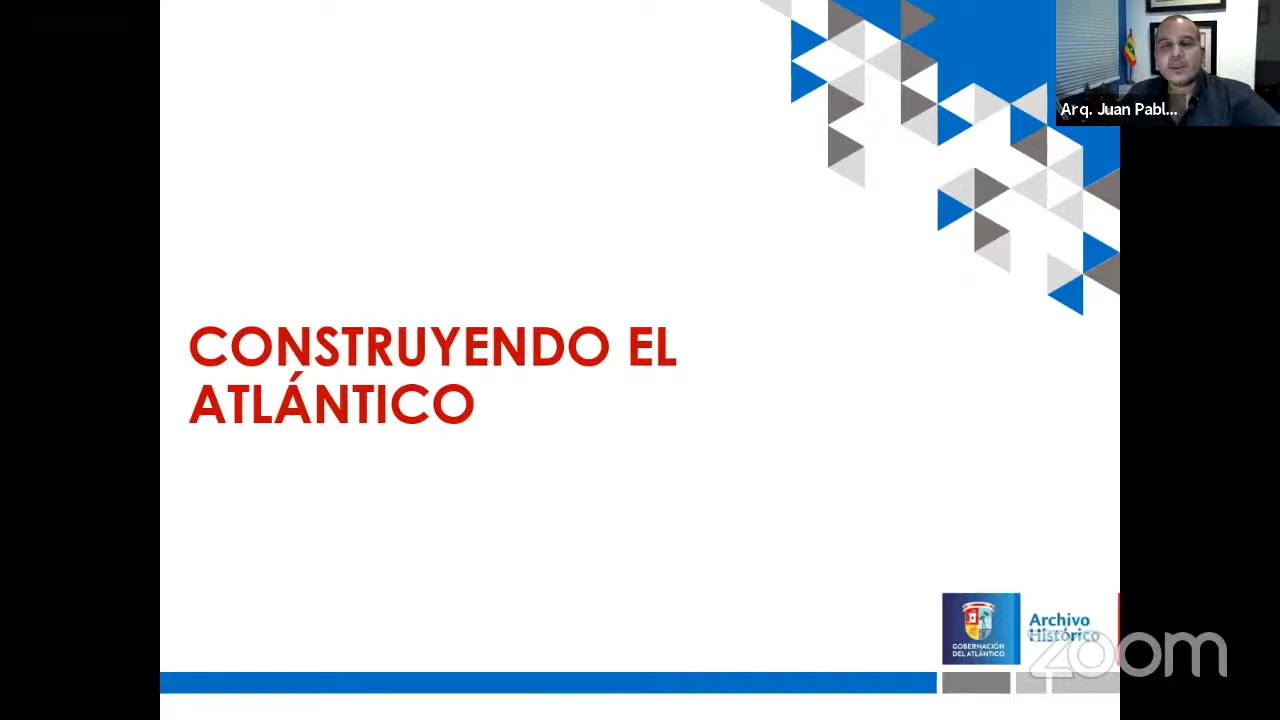 Arq. Juan Pabl...
CONSTRUYENDO EL
ATLÁNTICO
GOBERNACIÓN
DEL ATLÁNTICO
Archivo
Histórico
zoom